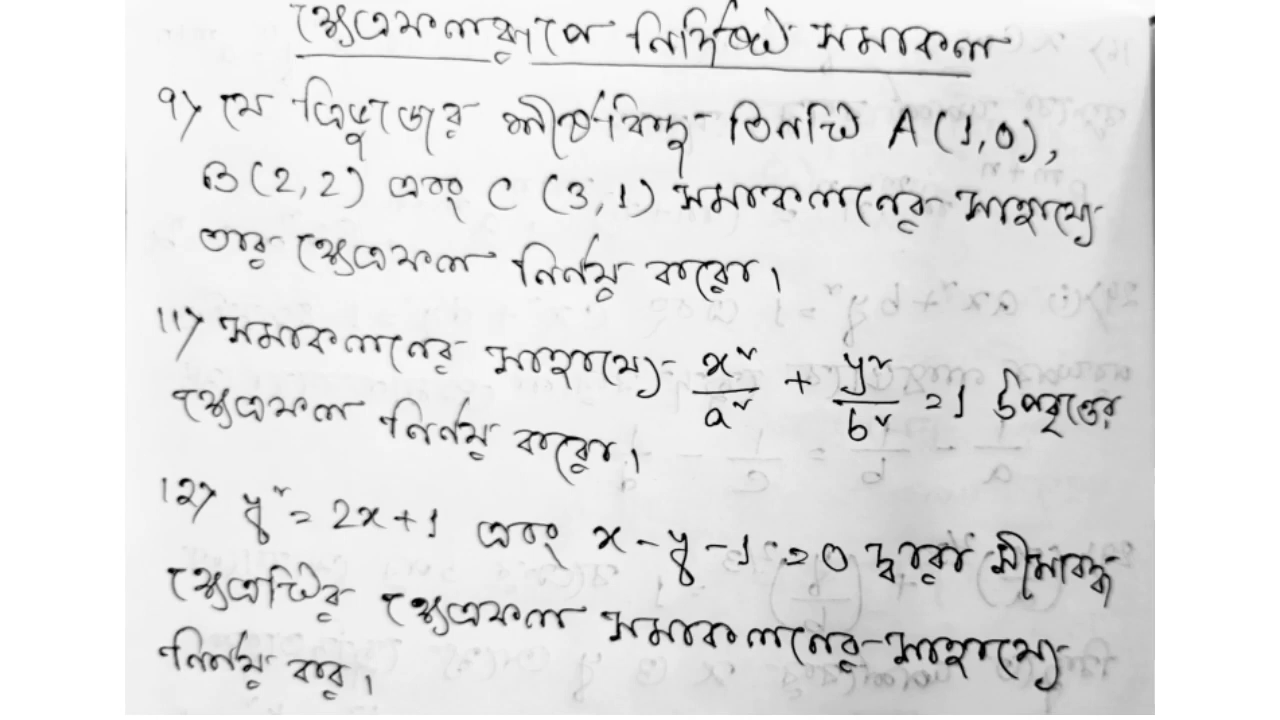 ক্ষেত্রফলরূপে নির্দিষ্ট সমাকল
9) যে ত্রিভুজের শীর্ষবিন্দু তিনটি A (1,0),
B (2,2) এবং C (3,1) সমাকলনের সাহায্যে
তার ক্ষেত্রফল নির্ণয় করো।
11) সমাকলনের সাহায্যে x²/a² + y²/b² = 1 উপবৃত্তের
ক্ষেত্রফল নির্ণয় করো।
12) y² = 2x+1 এবং x-y-1=0 দ্বারা সীমাবদ্ধ
ক্ষেত্রটির ক্ষেত্রফল সমাকলনের সাহায্যে
নির্ণয় কর।